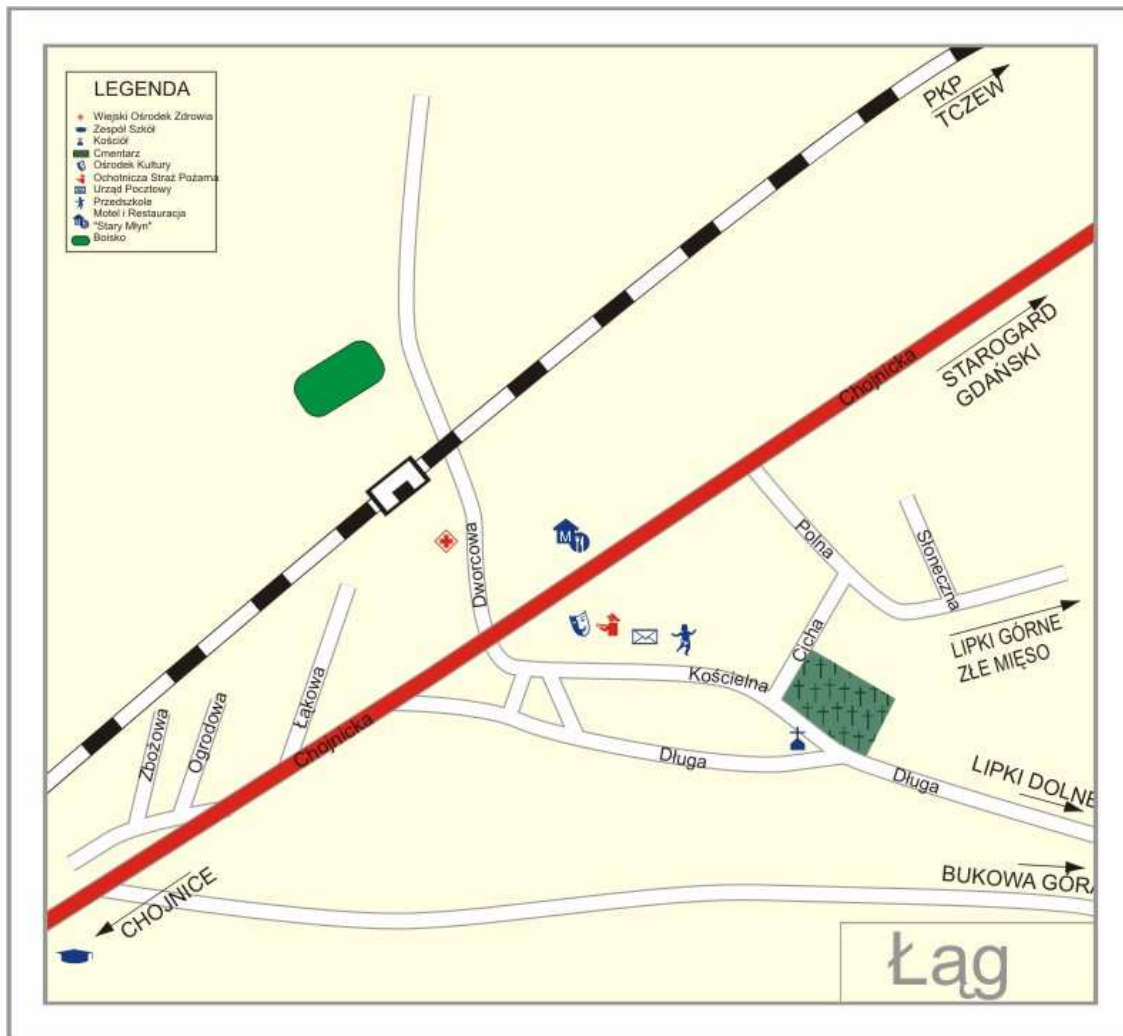 LEGENDA
Wiejski Ośrodek Zdrowia
Zespół Szkół
Kościół
Cmentarz
Ośrodek Kultury
Ochotnicza Straż Pożarna
Urząd Pocztowy
Przedszkole
Motel i Restauracja
"Stary Młyn"
Boisko
PKP
TCZEW
STAROGARD
GDAŃSKI
Chojnicka
Dworcowa
M
Polna
Słoneczna
LIPKI GÓRNE
ZŁE MIĘSO
Cicha
Kościelna
Łąkowa
Ogrodowa
Zbożowa
Chojnicka
Długa
Długa
LIPKI DOLNE
BUKOWA GÓRA
CHOJNICE
Łąg